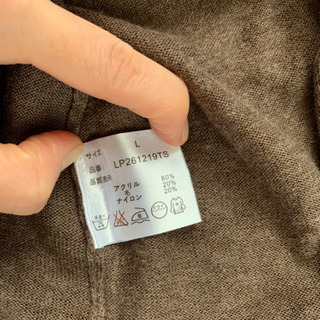 サイズ L
品番 LP261219TS
品質表示
アクリル 60%
毛 20%
ナイロン 20%